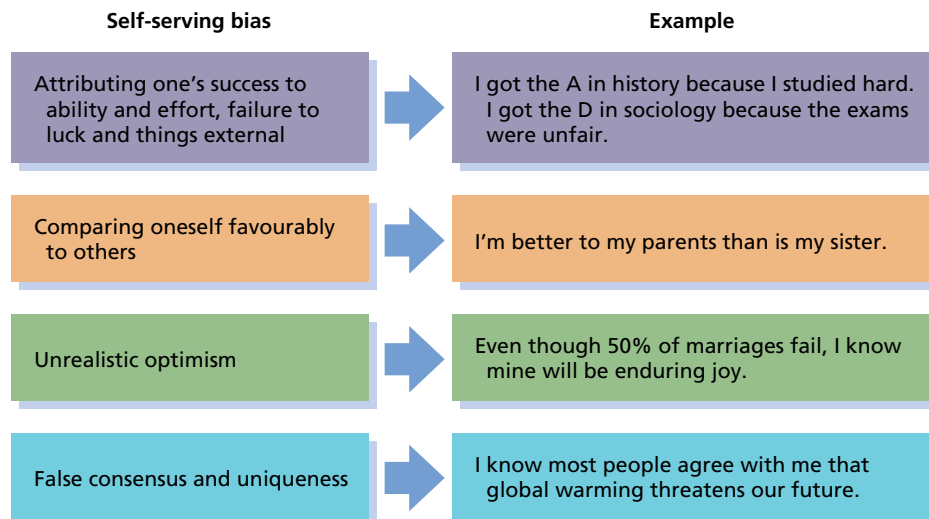 Self-serving bias
Example
Attributing one's success to
ability and effort, failure to
luck and things external
I got the A in history because I studied hard.
I got the D in sociology because the exams
were unfair.
Comparing oneself favourably
to others
I'm better to my parents than is my sister.
Unrealistic optimism
Even though 50% of marriages fail, I know
mine will be enduring joy.
False consensus and uniqueness
I know most people agree with me that
global warming threatens our future.